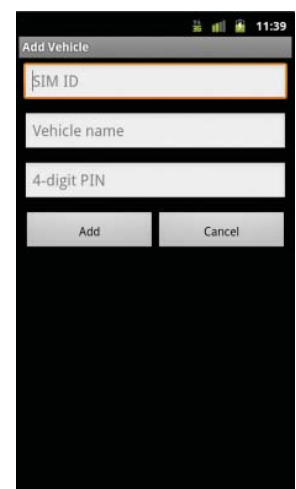 11:39
Add Vehicle
SIM ID
Vehicle name
4-digit PIN
Add Cancel